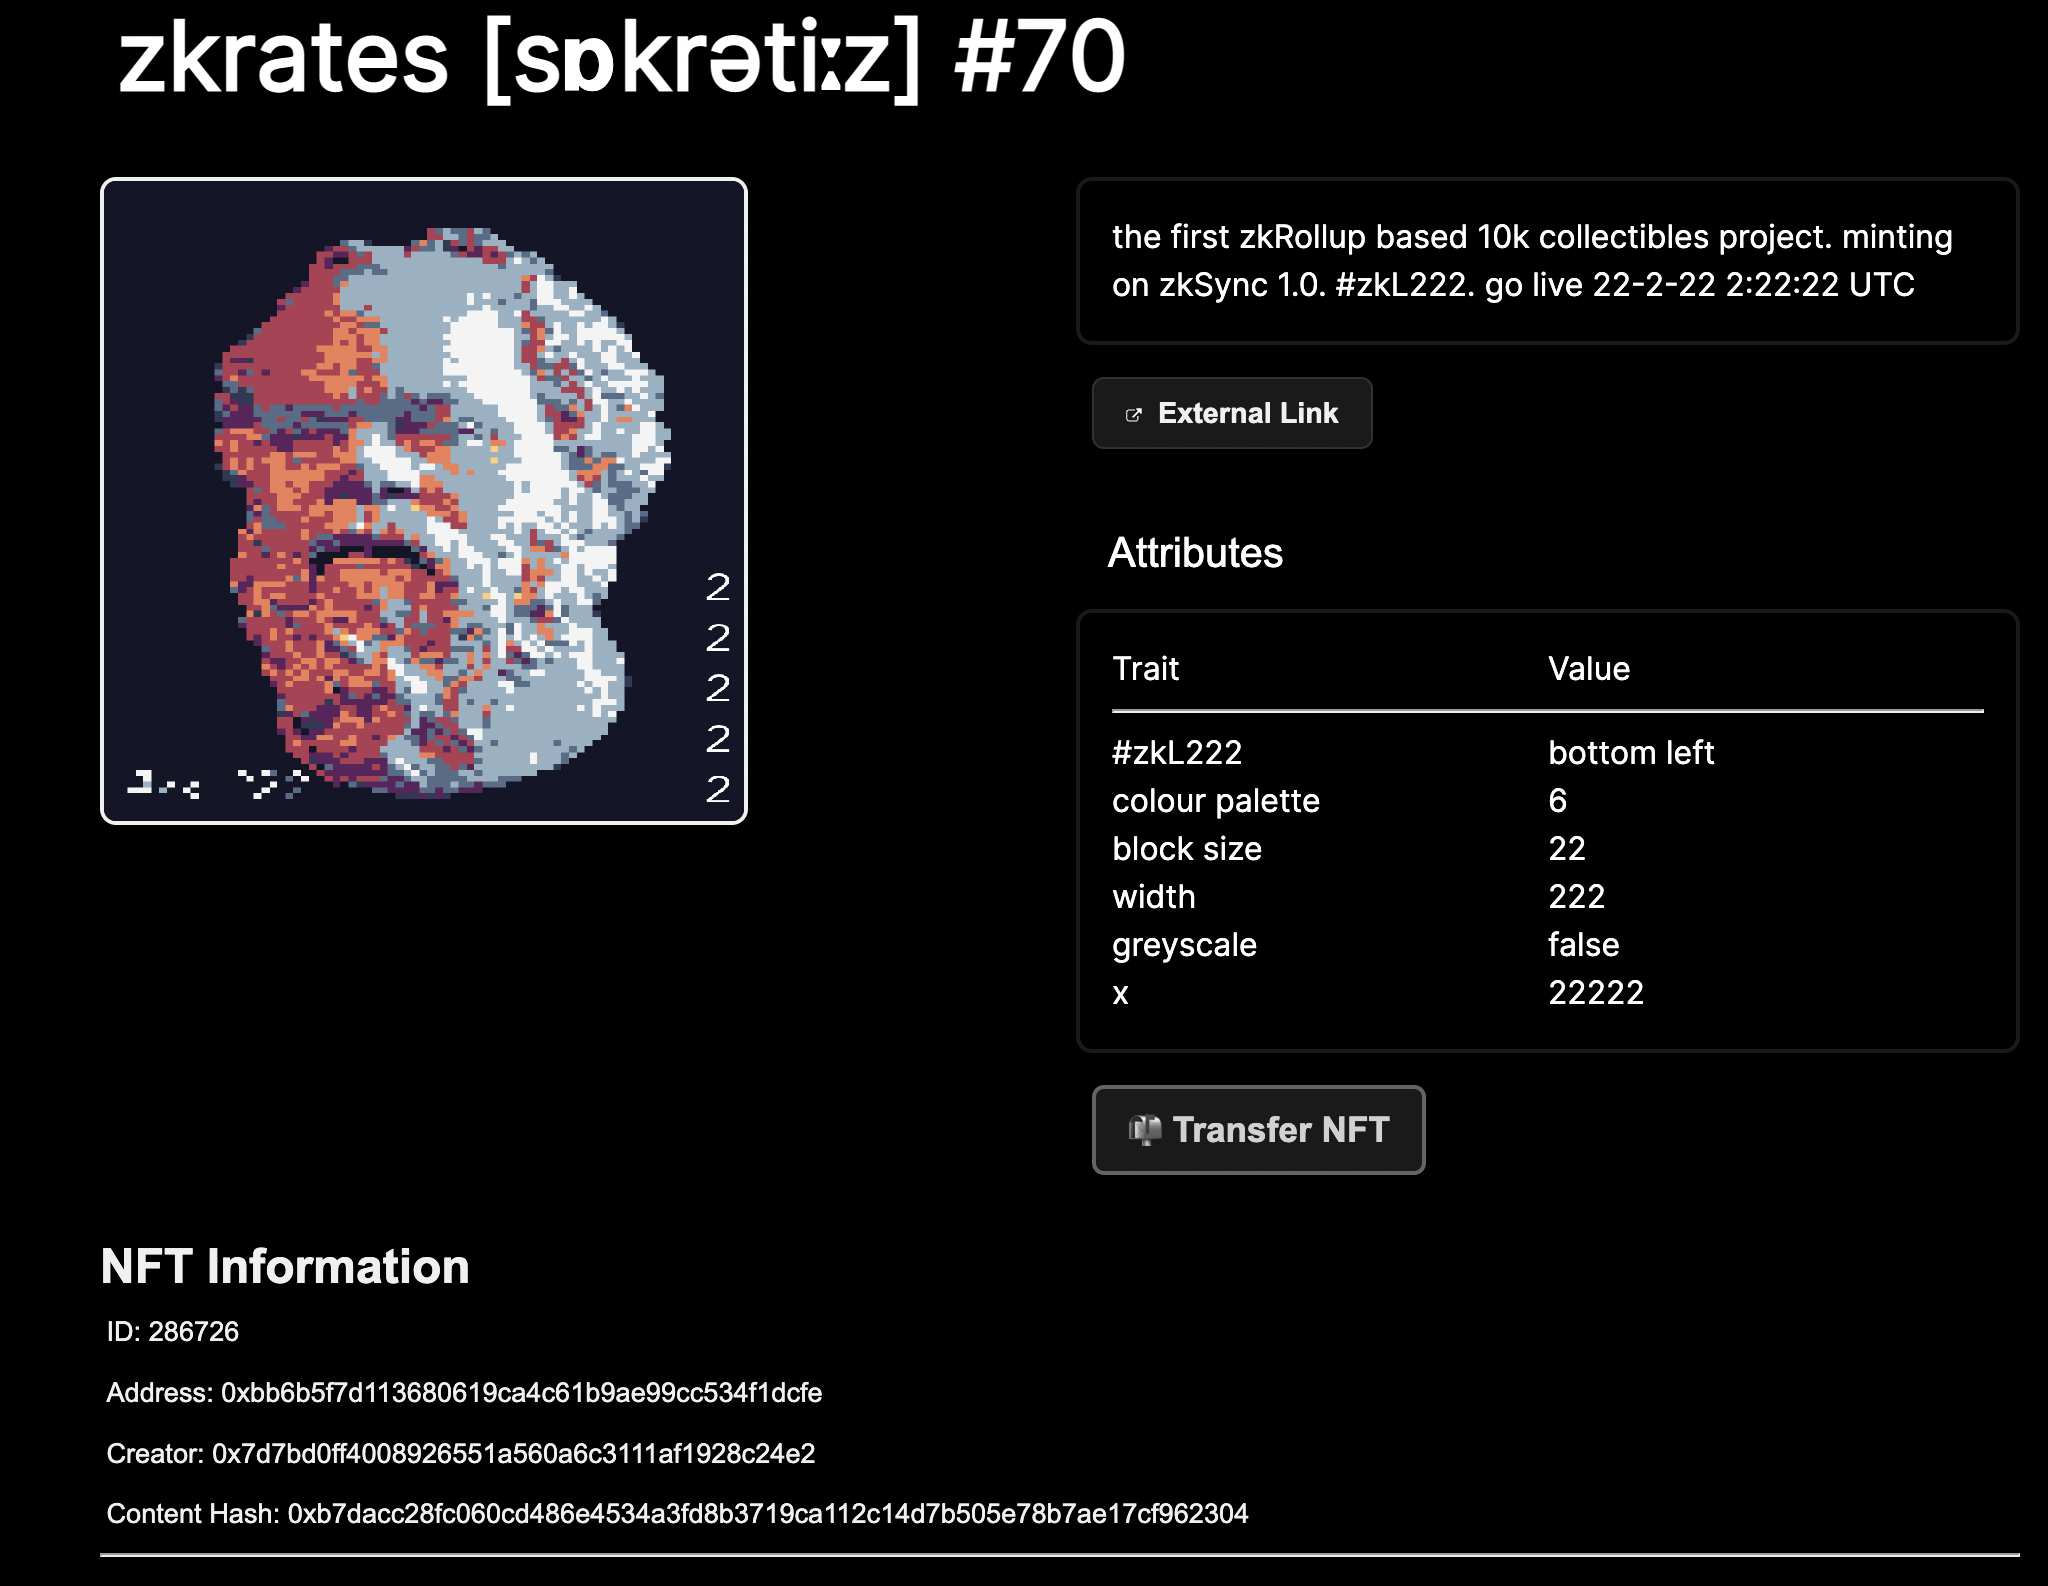 zkrates [sɒkrətiːz] #70
2
2
2
2
2
the first zkRollup based 10k collectibles project. minting
on zkSync 1.0. #zkL222. go live 22-2-22 2:22:22 UTC
External Link
Attributes
Trait Value
#zkL222 bottom left
colour palette 6
block size 22
width 222
greyscale false
x 22222
Transfer NFT
NFT Information
ID: 286726
Address: 0xbb6b5f7d113680619ca4c61b9ae99cc534f1dcfe
Creator: 0x7d7bd0ff4008926551a560a6c3111af1928c24e2
Content Hash: 0xb7dacc28fc060cd486e4534a3fd8b3719ca112c14d7b505e78b7ae17cf962304